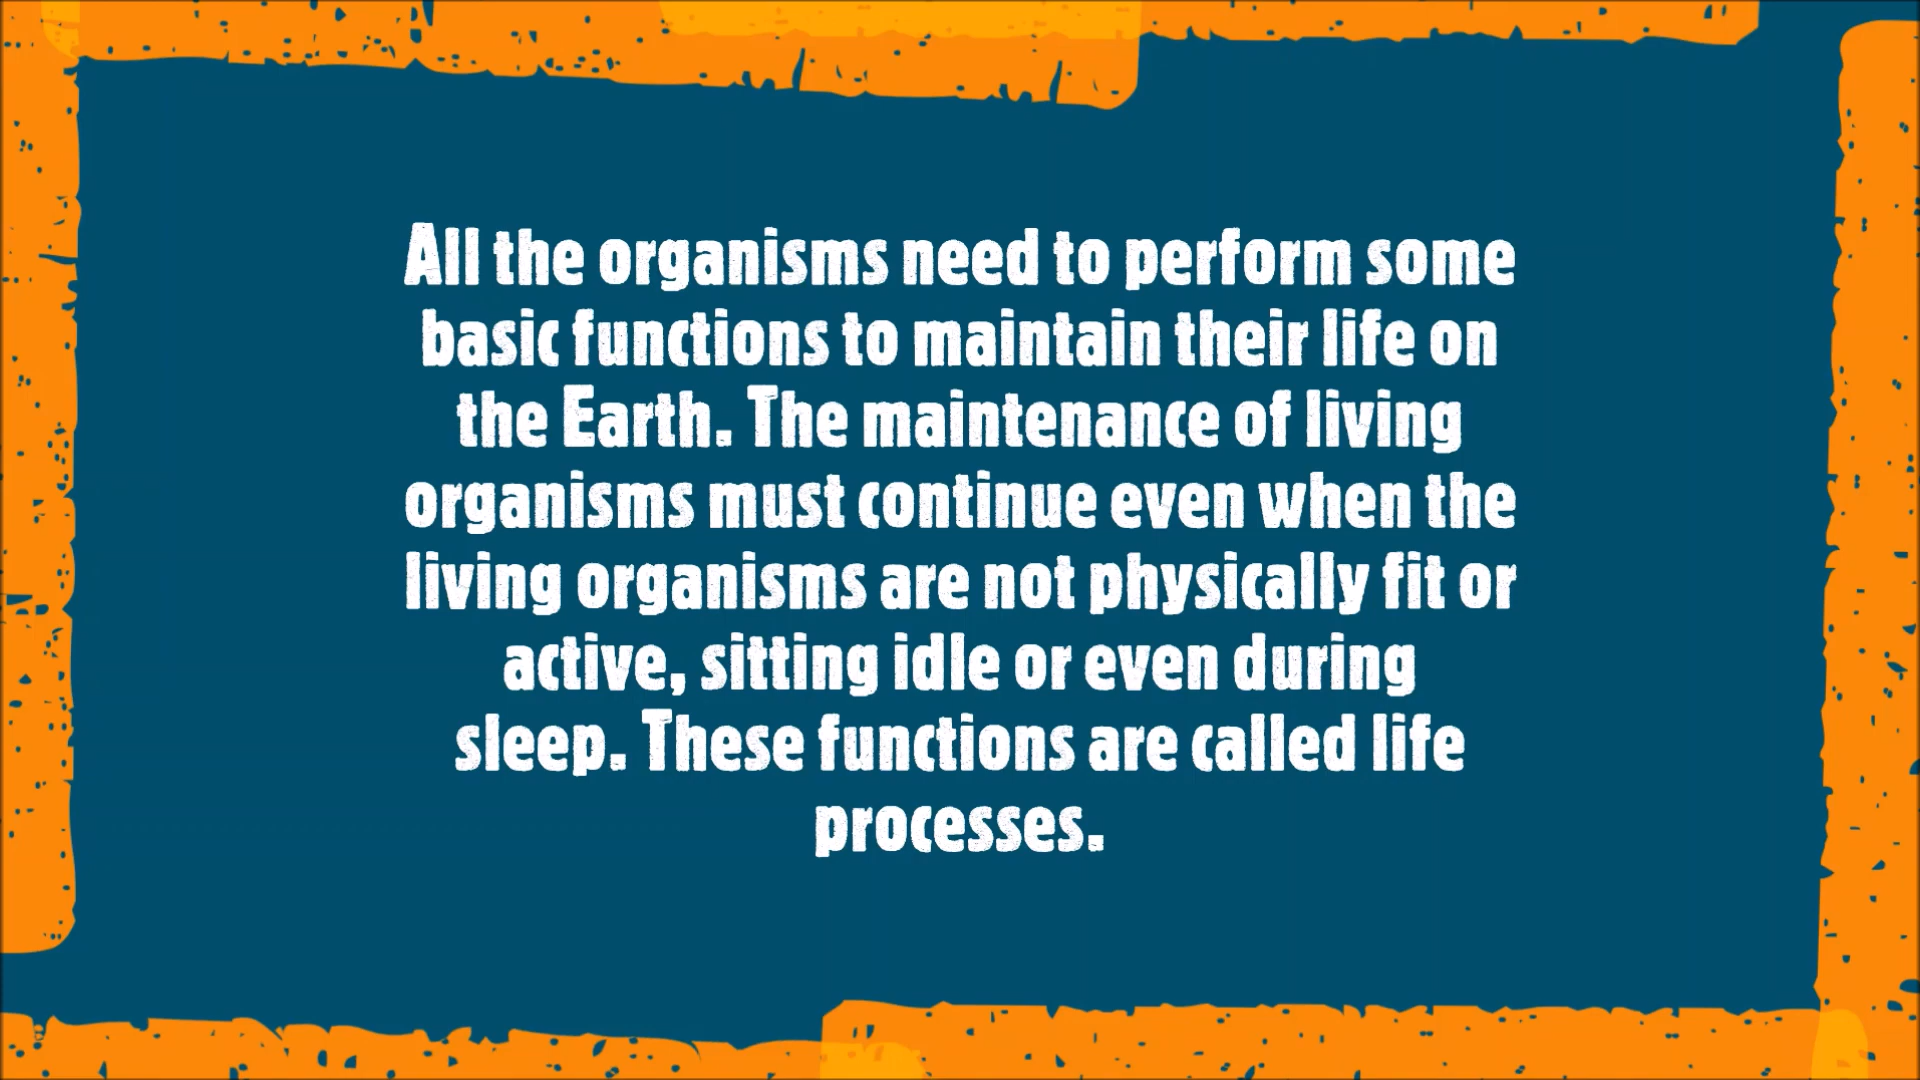 All the organisms need to perform some
basic functions to maintain their life on
the Earth. The maintenance of living
organisms must continue even when the
living organisms are not physically fit or
active, sitting idle or even during
sleep. These functions are called life
processes.